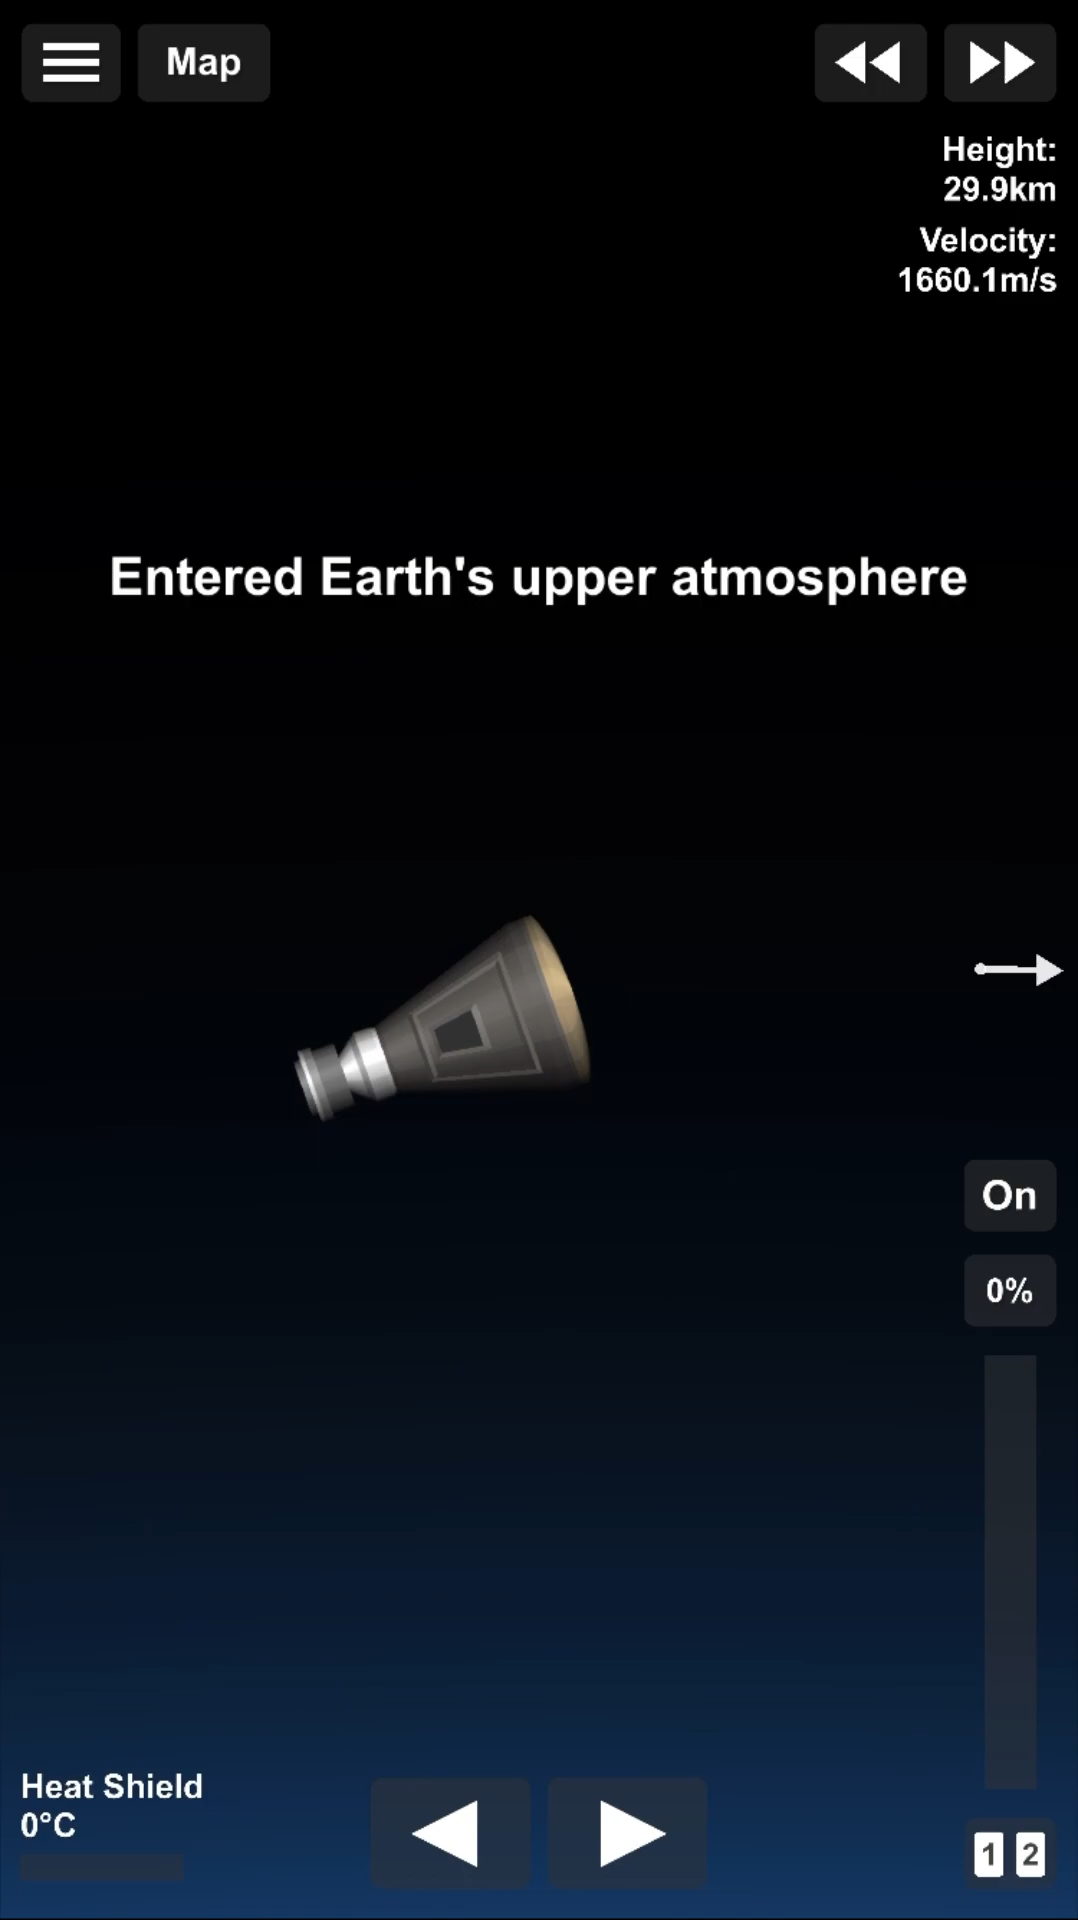 Map
Height:
29.9km
Velocity:
1660.1m/s
Entered Earth's upper atmosphere
On
0%
Heat Shield
0°C
1 2